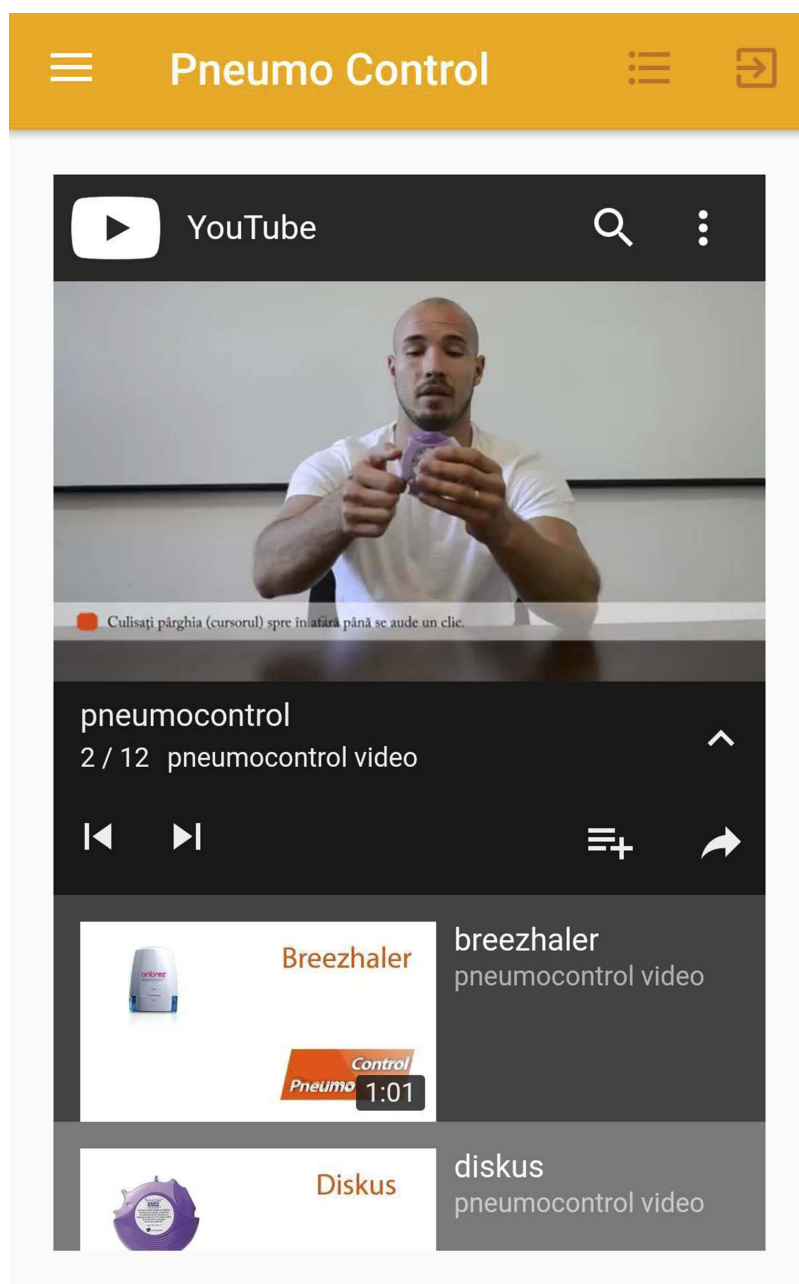 Pneumo Control
YouTube
Culisați pârghia (cursorul) spre în afară până se aude un clic.
pneumocontrol
2 / 12 pneumocontrol video
onbrez
Breezhaler
Control
Pneumo
1:01
breezhaler
pneumocontrol video
Diskus
diskus
pneumocontrol video